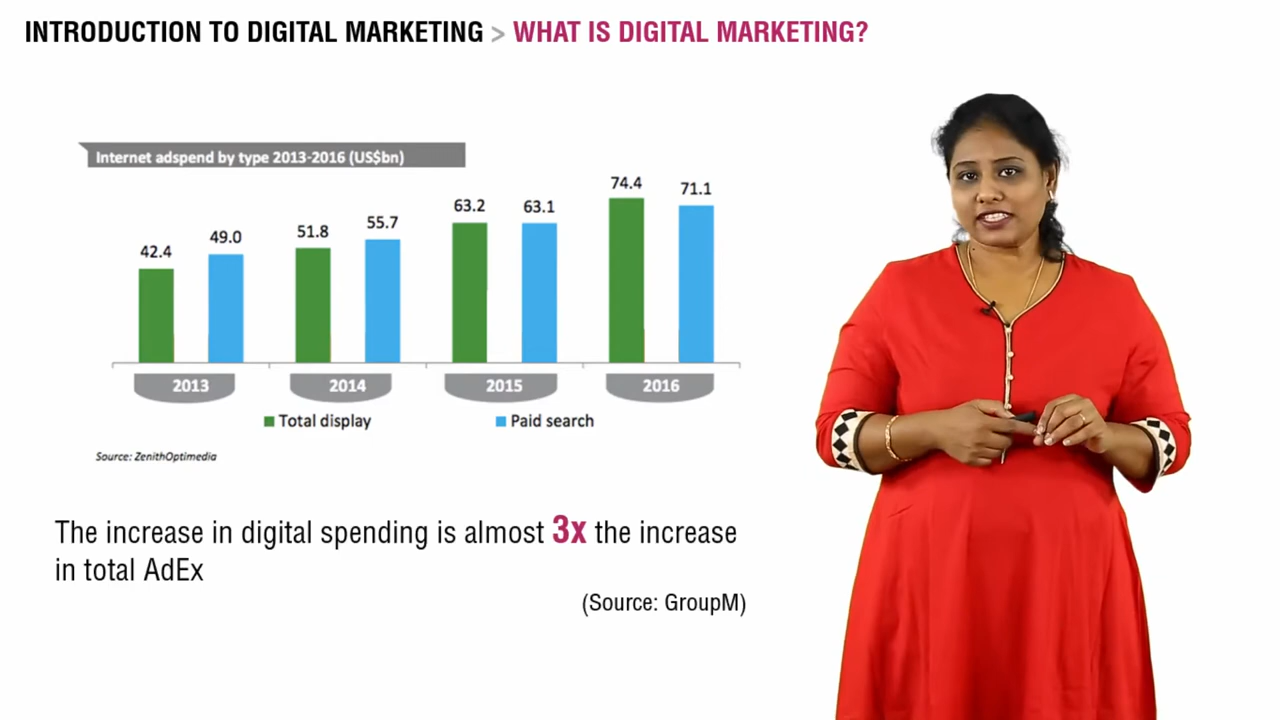 INTRODUCTION TO DIGITAL MARKETING > WHAT IS DIGITAL MARKETING?
Internet adspend by type 2013-2016 (US$bn)
42.4 49.0 51.8 55.7 63.2 63.1 74.4 71.1
2013 2014 2015 2016
Total display Paid search
Source: ZenithOptimedia
The increase in digital spending is almost 3x the increase
in total AdEx
(Source: GroupM)